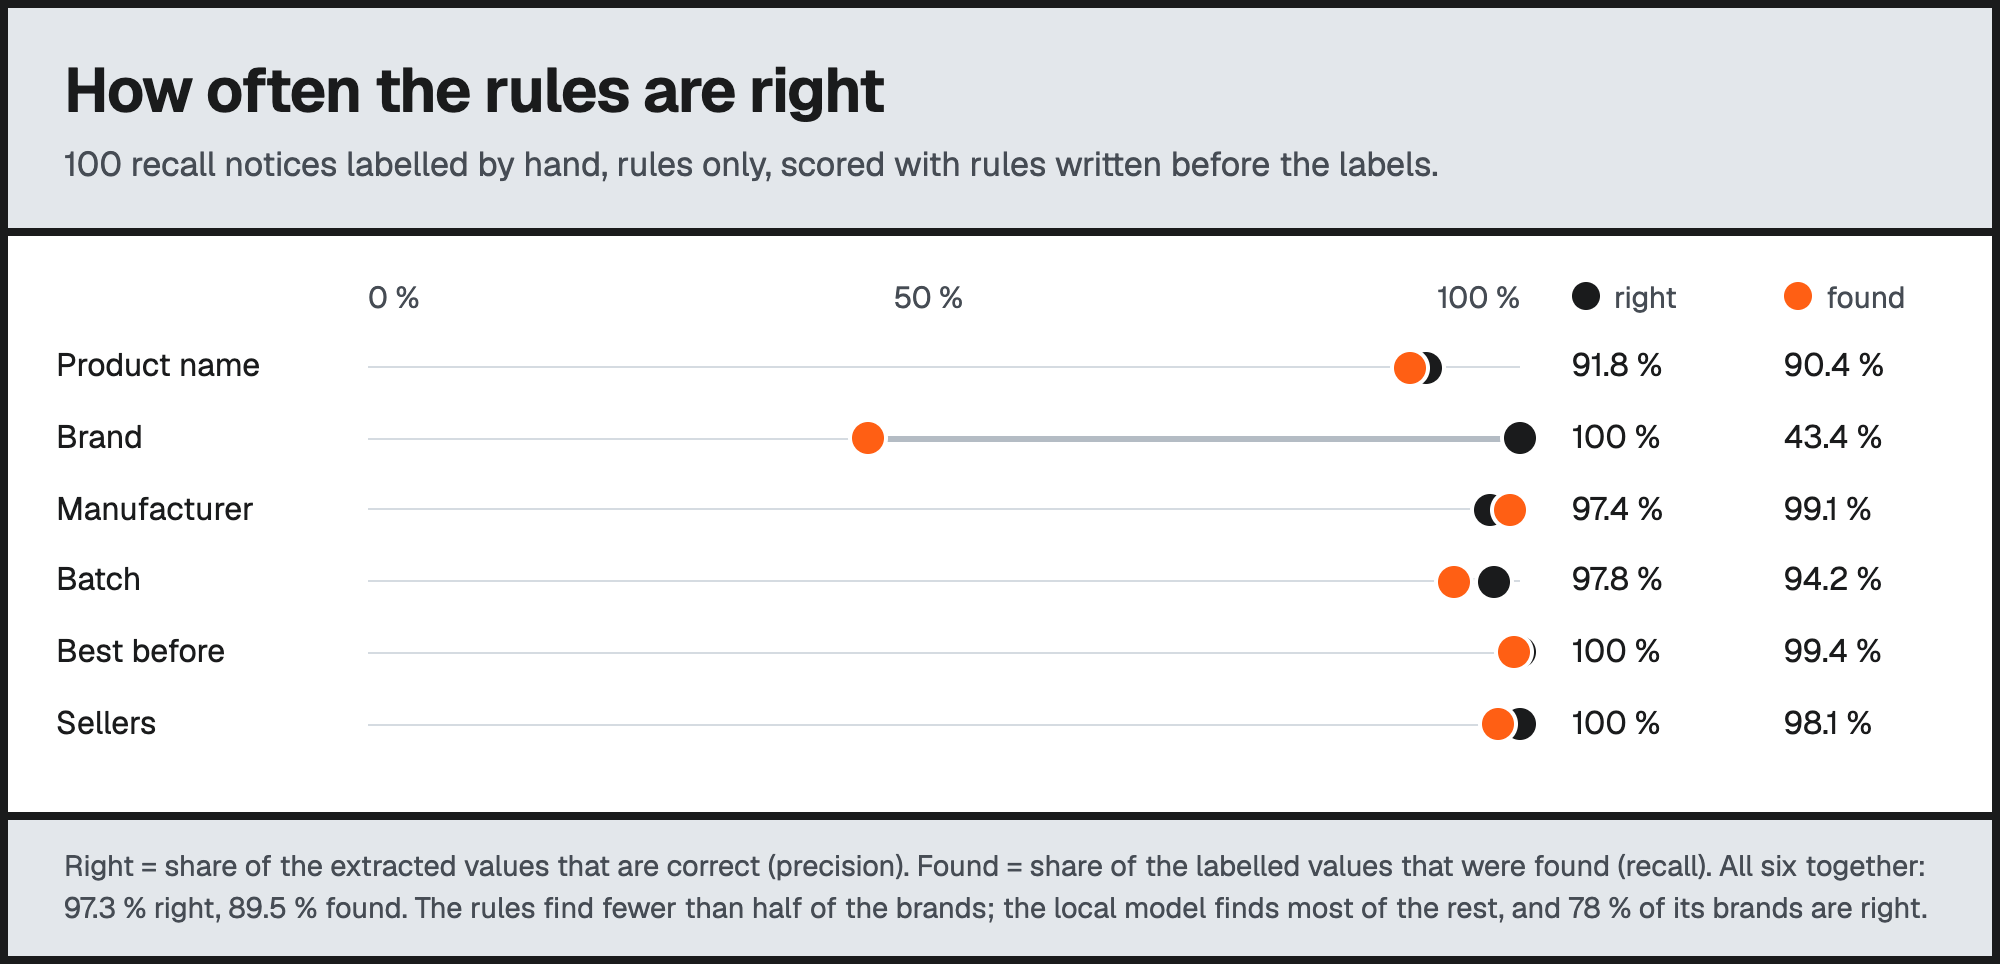 How often the rules are right
100 recall notices labelled by hand, rules only, scored with rules written before the labels.
0 % 50 % 100 % right found
Product name 91.8 % 90.4 %
Brand 100 % 43.4 %
Manufacturer 97.4 % 99.1 %
Batch 97.8 % 94.2 %
Best before 100 % 99.4 %
Sellers 100 % 98.1 %
Right = share of the extracted values that are correct (precision). Found = share of the labelled values that were found (recall). All six together:
97.3 % right, 89.5 % found. The rules find fewer than half of the brands; the local model finds most of the rest, and 78 % of its brands are right.